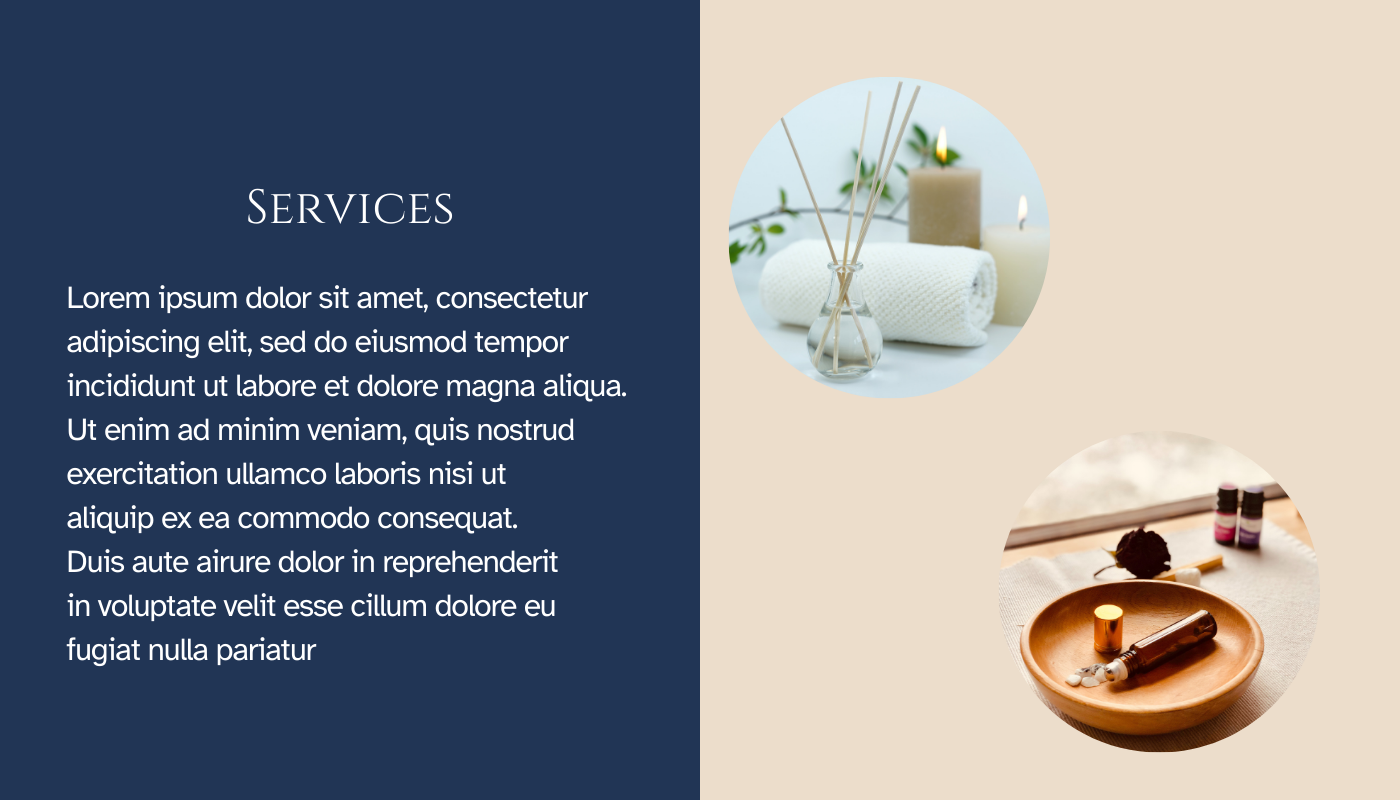 Services
Lorem ipsum dolor sit amet, consectetur
adipiscing elit, sed do eiusmod tempor
incididunt ut labore et dolore magna aliqua.
Ut enim ad minim veniam, quis nostrud
exercitation ullamco laboris nisi ut
aliquip ex ea commodo consequat.
Duis aute airure dolor in reprehenderit
in voluptate velit esse cillum dolore eu
fugiat nulla pariatur